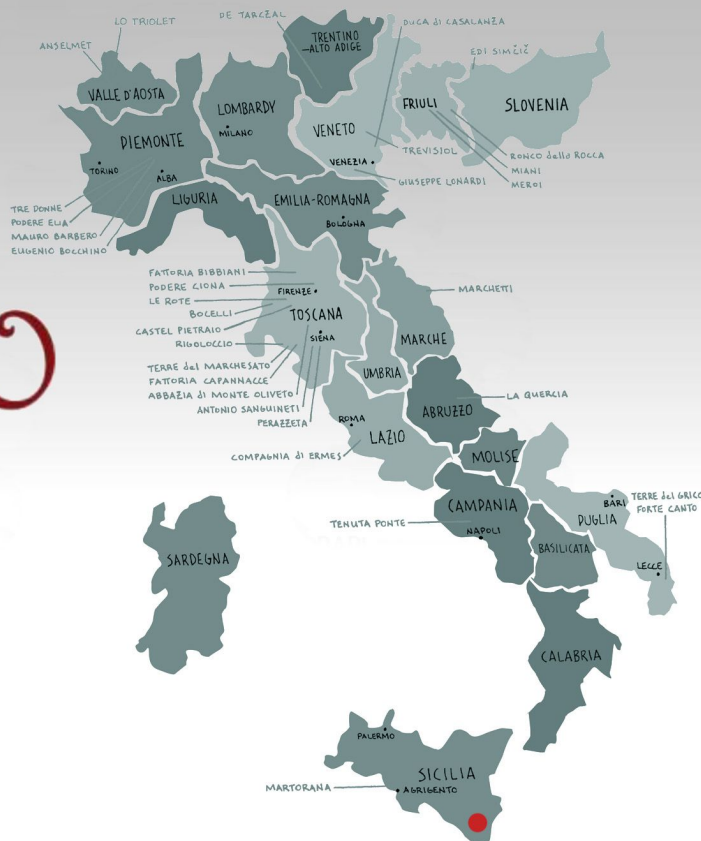 LO TRIOLET
DE TARCZAL
DUCA di CASALANZA
ANSELMET
TRENTINO
-ALTO ADIGE
EDI SIMČIČ
VALLE D'AOSTA
LOMBARDY
FRIULI
SLOVENIA
PIEMONTE
MILANO
VENETO
TREVISIOL
RONCO dello ROCCA
TORINO
VENEZIA
MIANI
ALBA
GIUSEPPE LONARDI
MEROI
LIGURIA
EMILIA-ROMAGNA
TRE DONNE
PODERE ELIA
BOLOGNA
MAURO BARBERO
EUGENIO BOCCHINO
FATTORIA BIBBIANI
PODERE CIONA
FIRENZE
MARCHETTI
LE ROTE
BOCELLI
TOSCANA
CASTEL PIETRAIO
SIENA
MARCHE
RIGOLOCCIO
TERRE del MARCHESATO
UMBRIA
FATTORIA CAPANNACCE
ABBAZIA di MONTE OLIVETO
LA QUERCIA
ANTONIO SANGUINETI
ABRUZZO
PERAZZETA
ROMA
LAZIO
COMPAGNIA di ERMES
MOLISE
TERRE del GRICO
FORTE CANTO
BARI
CAMPANIA
PUGLIA
TENUTA PONTE
NAPOLI
BASILICATA
SARDEGNA
LECCE
CALABRIA
PALERMO
SICILIA
MARTORANA
AGRIGENTO